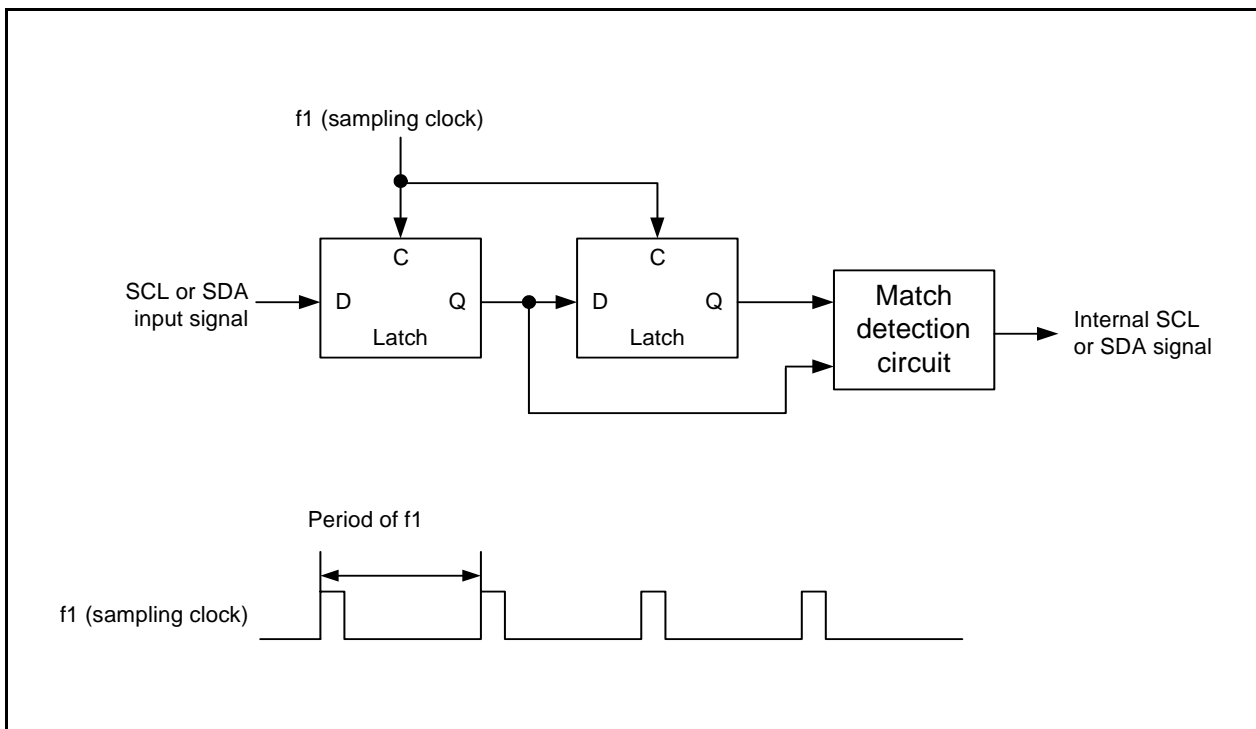 f1 (sampling clock)
C
C
SCL or SDA
input signal
D
Q
D
Q
Latch
Latch
Match
detection
circuit
Internal SCL
or SDA signal
Period of f1
f1 (sampling clock)